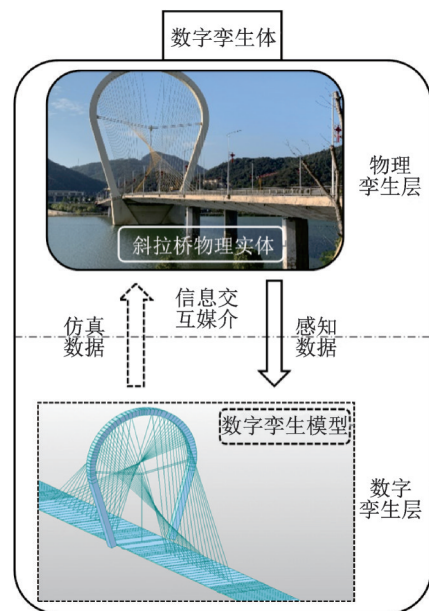 数字孪生体
物理
孪生层
斜拉桥物理实体
仿真
数据
信息交
互媒介
感知
数据
数字孪生模型
数字
孪生层